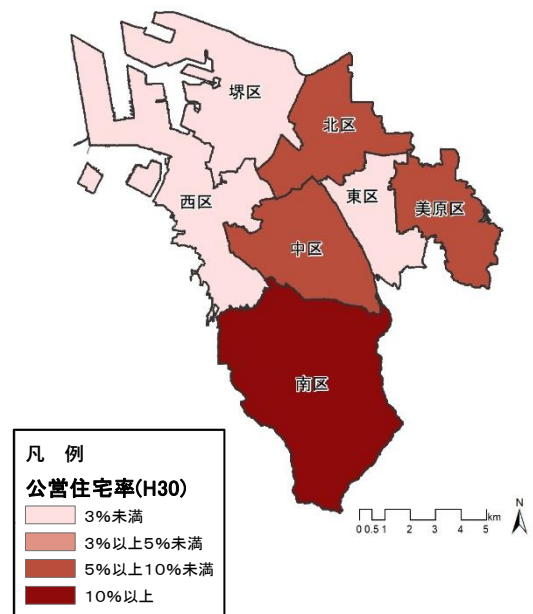 堺区
北区
西区
東区
美原区
中区
南区
凡 例
公営住宅率(H30)
3%未満
3%以上5%未満
5%以上10%未満
10%以上
N
km
0 0.5 1 2 3 4 5